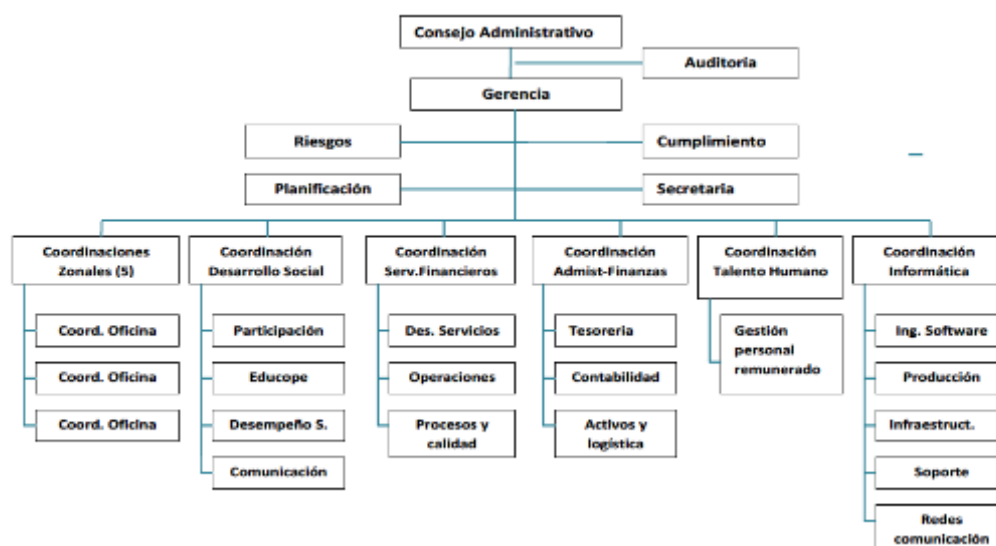 Consejo Administrativo
Auditoria
Gerencia
Riesgos
Cumplimiento
Planificación
Secretaria
Coordinaciones
Zonales (5)
Coord. Oficina
Coord. Oficina
Coord. Oficina
Coordinación
Desarrollo Social
Participación
Educope
Desempeño S.
Comunicación
Coordinación
Serv.Financieros
Des. Servicios
Operaciones
Procesos y
calidad
Coordinación
Admist-Finanzas
Tesoreria
Contabilidad
Activos y
logística
Coordinación
Talento Humano
Gestión
personal
remunerado
Coordinación
Informática
Ing. Software
Producción
Infraestruct.
Soporte
Redes
comunicación